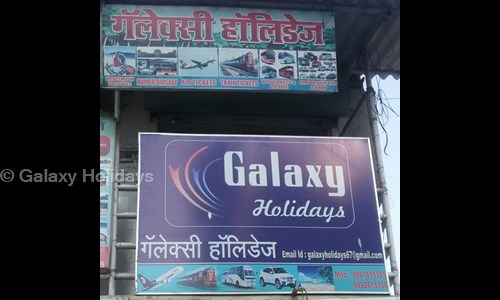 गॅलेक्सी हॉलिडेज
AIR TICKETS TRAIN TICKETS
© Galaxy Holidays
Galaxy
Holidays
गॅलेक्सी हॉलिडेज Email Id : galaxyholidays67@gmail.com